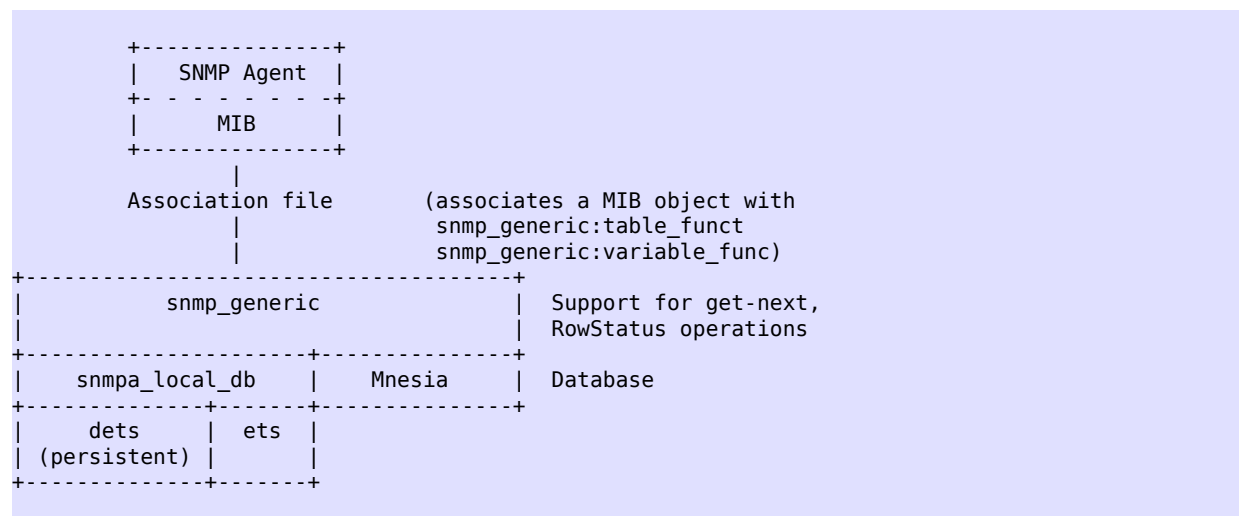 SNMP Agent
MIB
Association file (associates a MIB object with
snmp_generic:table_funct
snmp_generic:variable_func)
snmp_generic Support for get-next,
RowStatus operations
snmpa_local_db Mnesia Database
dets ets
(persistent)